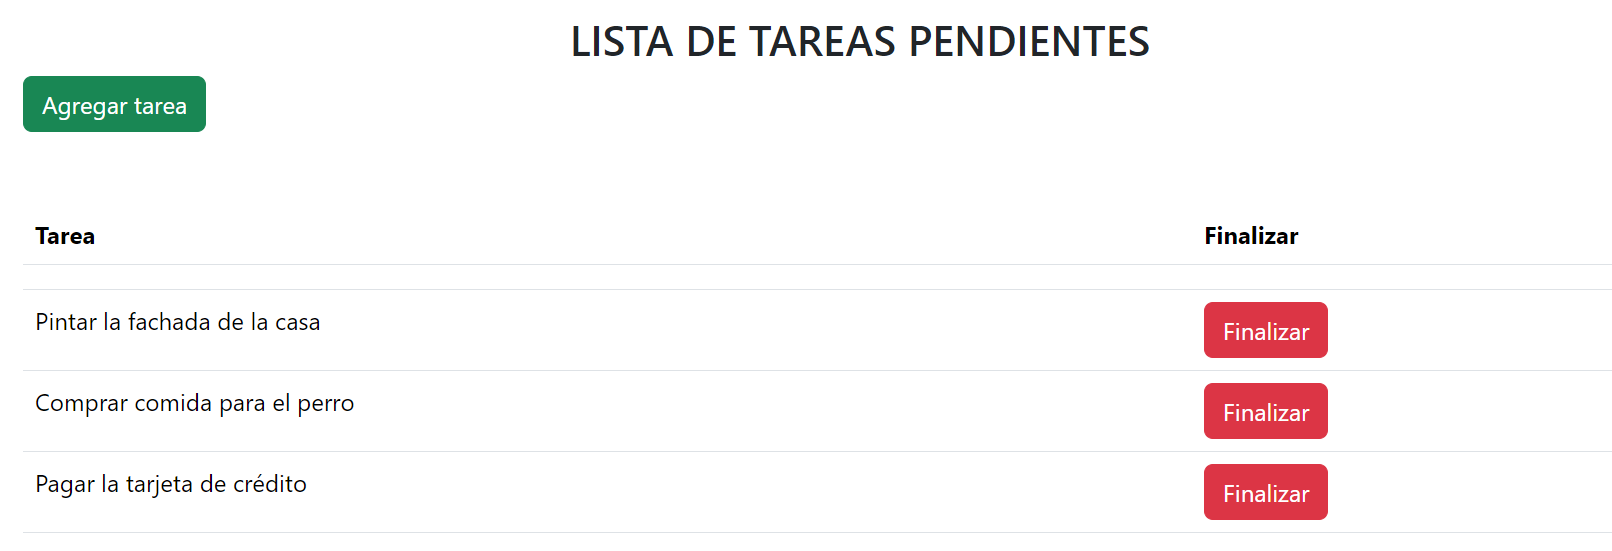 LISTA DE TAREAS PENDIENTES
Agregar tarea
Tarea Finalizar
Pintar la fachada de la casa Finalizar
Comprar comida para el perro Finalizar
Pagar la tarjeta de crédito Finalizar